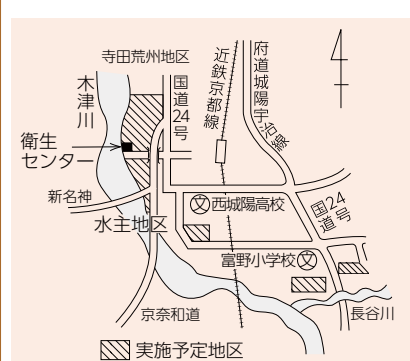 寺田荒州地区
木津川
国道24号
近鉄京都線
府道城陽宇治線
衛生
センター
新名神
水主地区
文西城陽高校
国道24号
富野小学校文
京奈和道
長谷川
実施予定地区